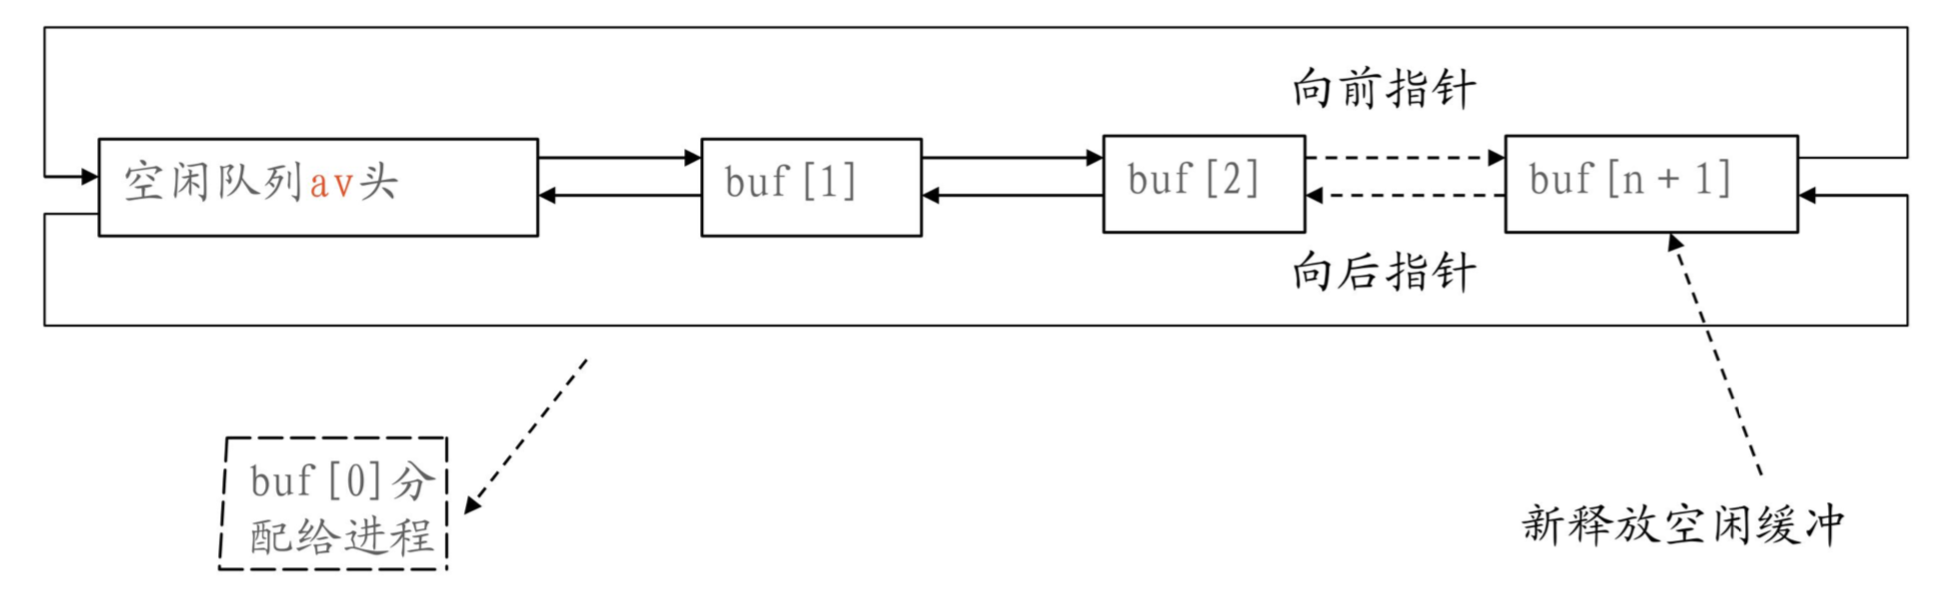 向前指针
空闲队列av头
buf[1]
buf[2]
buf[n + 1]
向后指针
buf[0]分
配给进程
新释放空闲缓冲